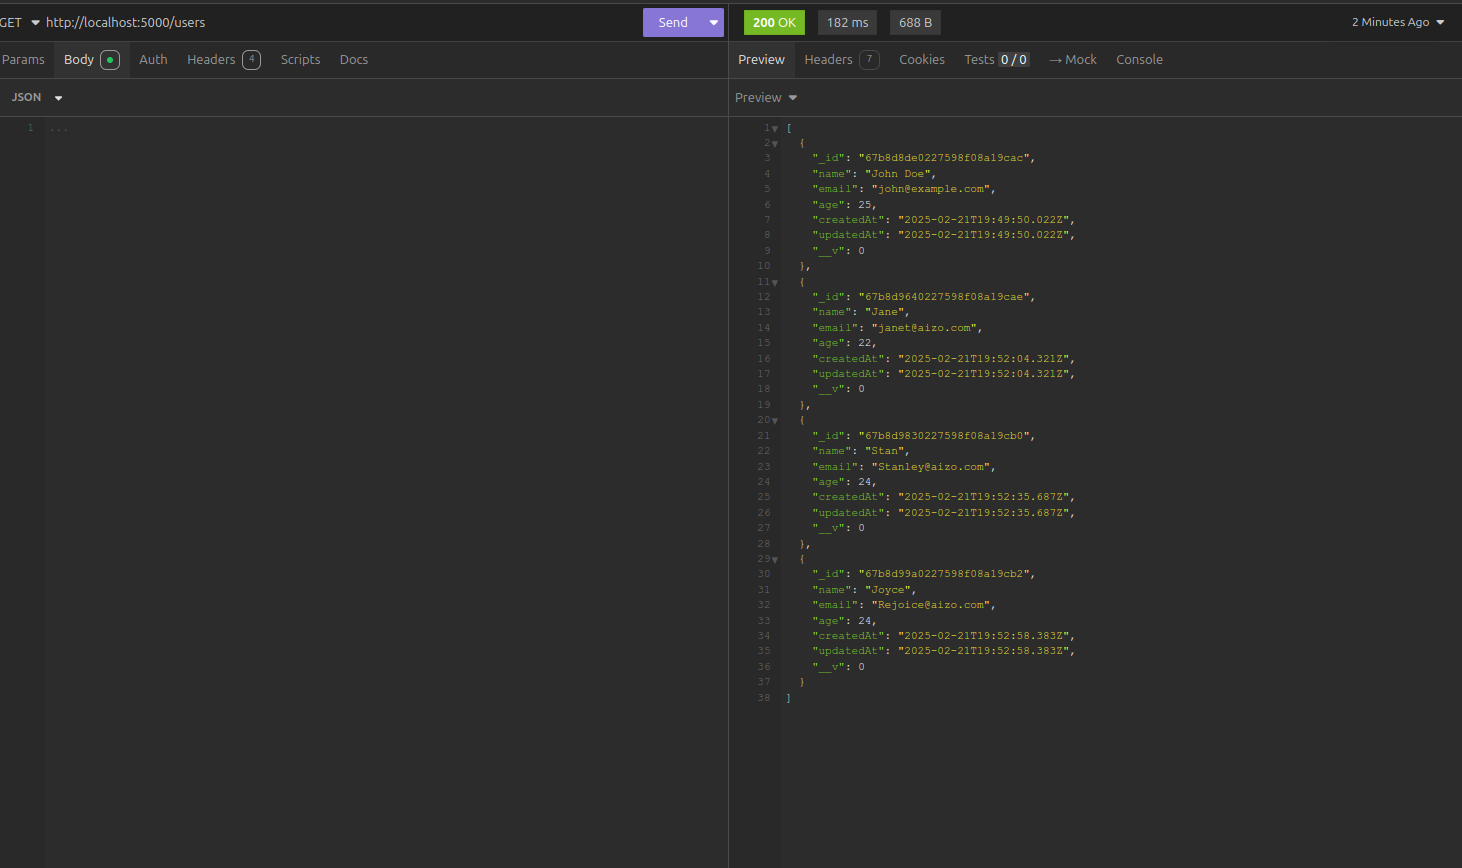 GET http://localhost:5000/users Send
200 OK 182 ms 688 B 2 Minutes Ago
Params Body Auth Headers 4 Scripts Docs
Preview Headers 7 Cookies Tests 0 / 0 → Mock Console
JSON
Preview
1 ...
1 [
2 {
3 "_id": "67b8d8de0227598f08a19cac",
4 "name": "John Doe",
5 "email": "john@example.com",
6 "age": 25,
7 "createdAt": "2025-02-21T19:49:50.022Z",
8 "updatedAt": "2025-02-21T19:49:50.022Z",
9 "__v": 0
10 },
11 {
12 "_id": "67b8d9640227598f08a19cae",
13 "name": "Jane",
14 "email": "janet@aizo.com",
15 "age": 22,
16 "createdAt": "2025-02-21T19:52:04.321Z",
17 "updatedAt": "2025-02-21T19:52:04.321Z",
18 "__v": 0
19 },
20 {
21 "_id": "67b8d9830227598f08a19cb0",
22 "name": "Stan",
23 "email": "Stanley@aizo.com",
24 "age": 24,
25 "createdAt": "2025-02-21T19:52:35.687Z",
26 "updatedAt": "2025-02-21T19:52:35.687Z",
27 "__v": 0
28 },
29 {
30 "_id": "67b8d99a0227598f08a19cb2",
31 "name": "Joyce",
32 "email": "Rejoice@aizo.com",
33 "age": 24,
34 "createdAt": "2025-02-21T19:52:58.383Z",
35 "updatedAt": "2025-02-21T19:52:58.383Z",
36 "__v": 0
37 }
38 ]